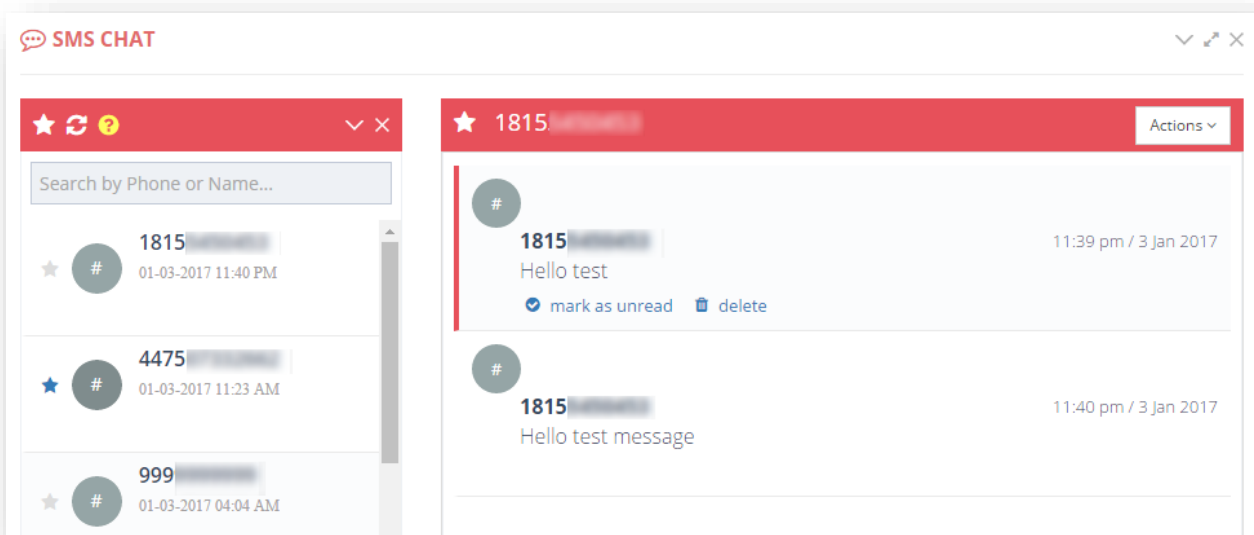 SMS CHAT
?
Search by Phone or Name...
#
1815
01-03-2017 11:40 PM
#
4475
01-03-2017 11:23 AM
#
999
01-03-2017 04:04 AM
1815
Actions
#
1815
11:39 pm / 3 Jan 2017
Hello test
mark as unread delete
#
1815
11:40 pm / 3 Jan 2017
Hello test message